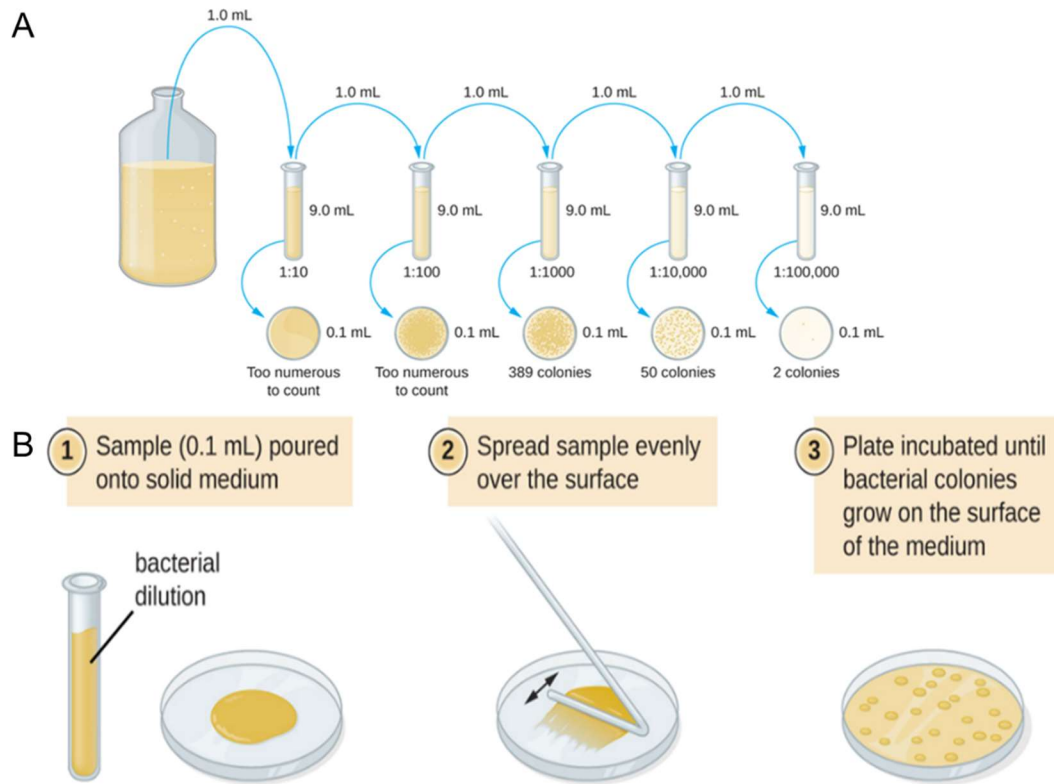 A
1.0 mL
1.0 mL
1.0 mL
1.0 mL
1.0 mL
9.0 mL
9.0 mL
9.0 mL
9.0 mL
9.0 mL
1:10
1:100
1:1000
1:10,000
1:100,000
0.1 mL
0.1 mL
0.1 mL
0.1 mL
0.1 mL
Too numerous
to count
Too numerous
to count
389 colonies
50 colonies
2 colonies
B
1
Sample (0.1 mL) poured
onto solid medium
2
Spread sample evenly
over the surface
3
Plate incubated until
bacterial colonies
grow on the surface
of the medium
bacterial
dilution